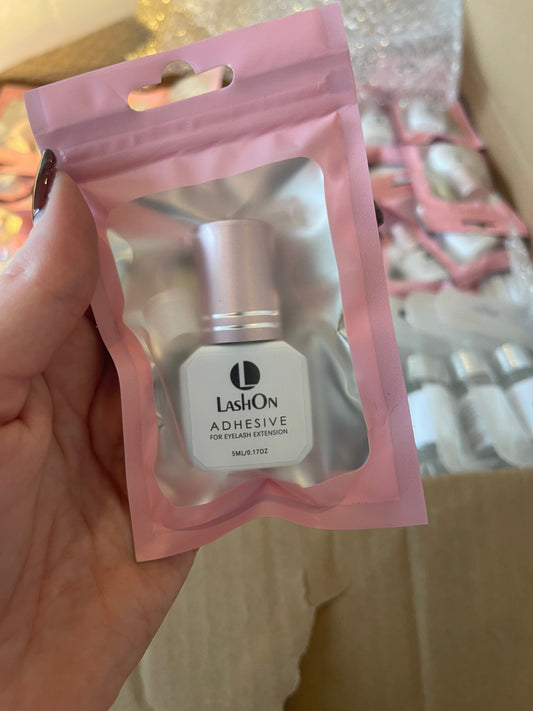 L
LASHON
ADHESIVE
FOR EYELASH EXTENSION
5ML/0.17OZ